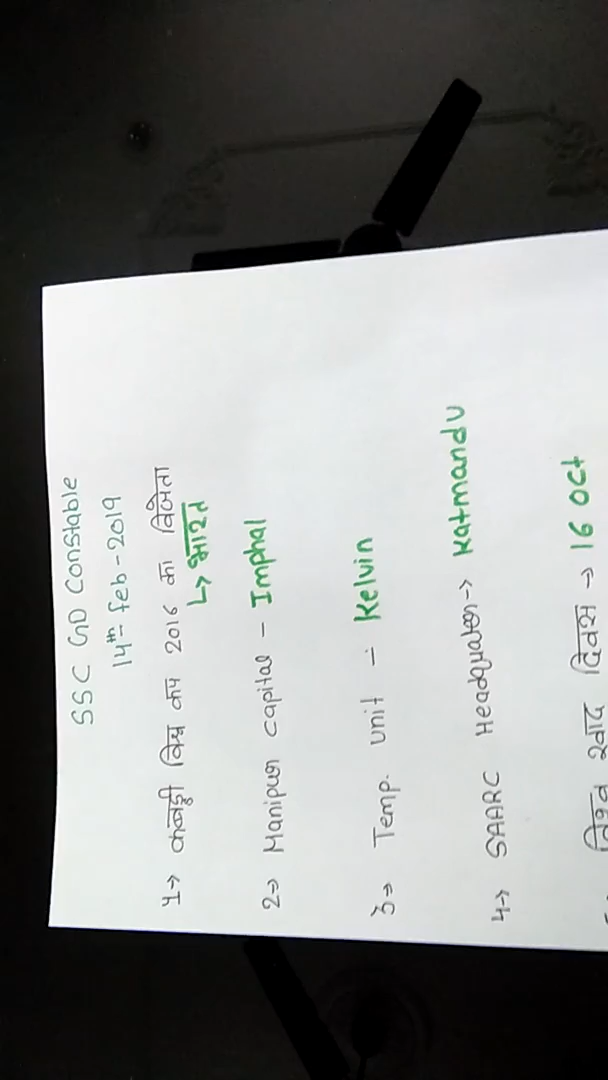 SSC GD Constable
14th feb - 2019
1→ कबड्डी विश्व कप 2016 का विजेता
↳ भारत
2→ Manipur capital - Imphal
3→ Temp. unit - Kelvin
4→ SAARC Headquater → Katmandu
विश्व खाद दिवस → 16 Oct